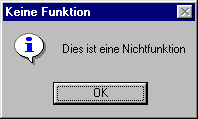 Keine Funktion
Dies ist eine Nichtfunktion
OK